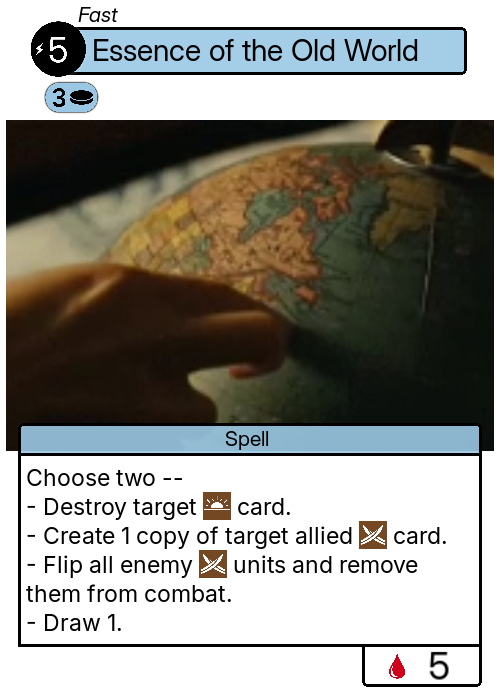 Fast
5 Essence of the Old World
3
Spell
Choose two --
- Destroy target card.
- Create 1 copy of target allied card.
- Flip all enemy units and remove
them from combat.
- Draw 1.
5